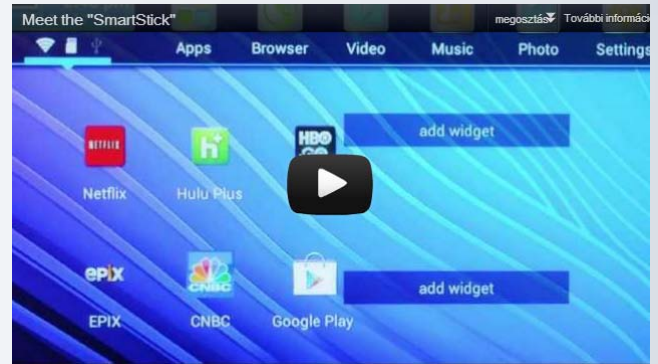 Meet the "SmartStick"
megosztás
További informáci
Apps Browser Video Music Photo Settings
NETFLIX
h+
HBO
GO
add widget
Netflix
Hulu Plus
epix
CNBC
add widget
EPIX
CNBC
Google Play